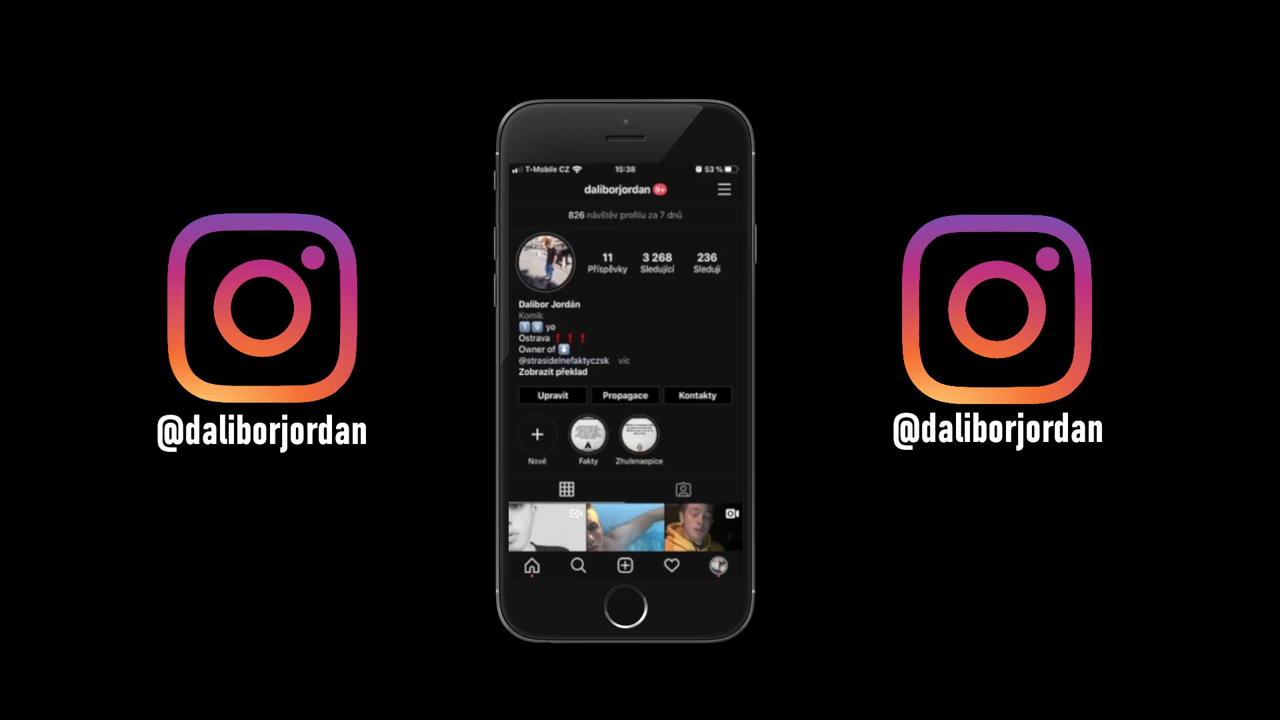 T-Mobile CZ 15:38 53 %
daliborjordan 9+
826 návštěv profilu za 7 dnů
11 3 268 236
Příspěvky Sledující Sleduji
Dalibor Jordán
Komik
19 yo
Ostrava ❗❗❗
Owner of ⬇
@strasidelnefaktyczsk víc
Zobrazit překlad
Upravit Propagace Kontakty
Nové Fakty Zhulenaopice
@daliborjordan
@daliborjordan